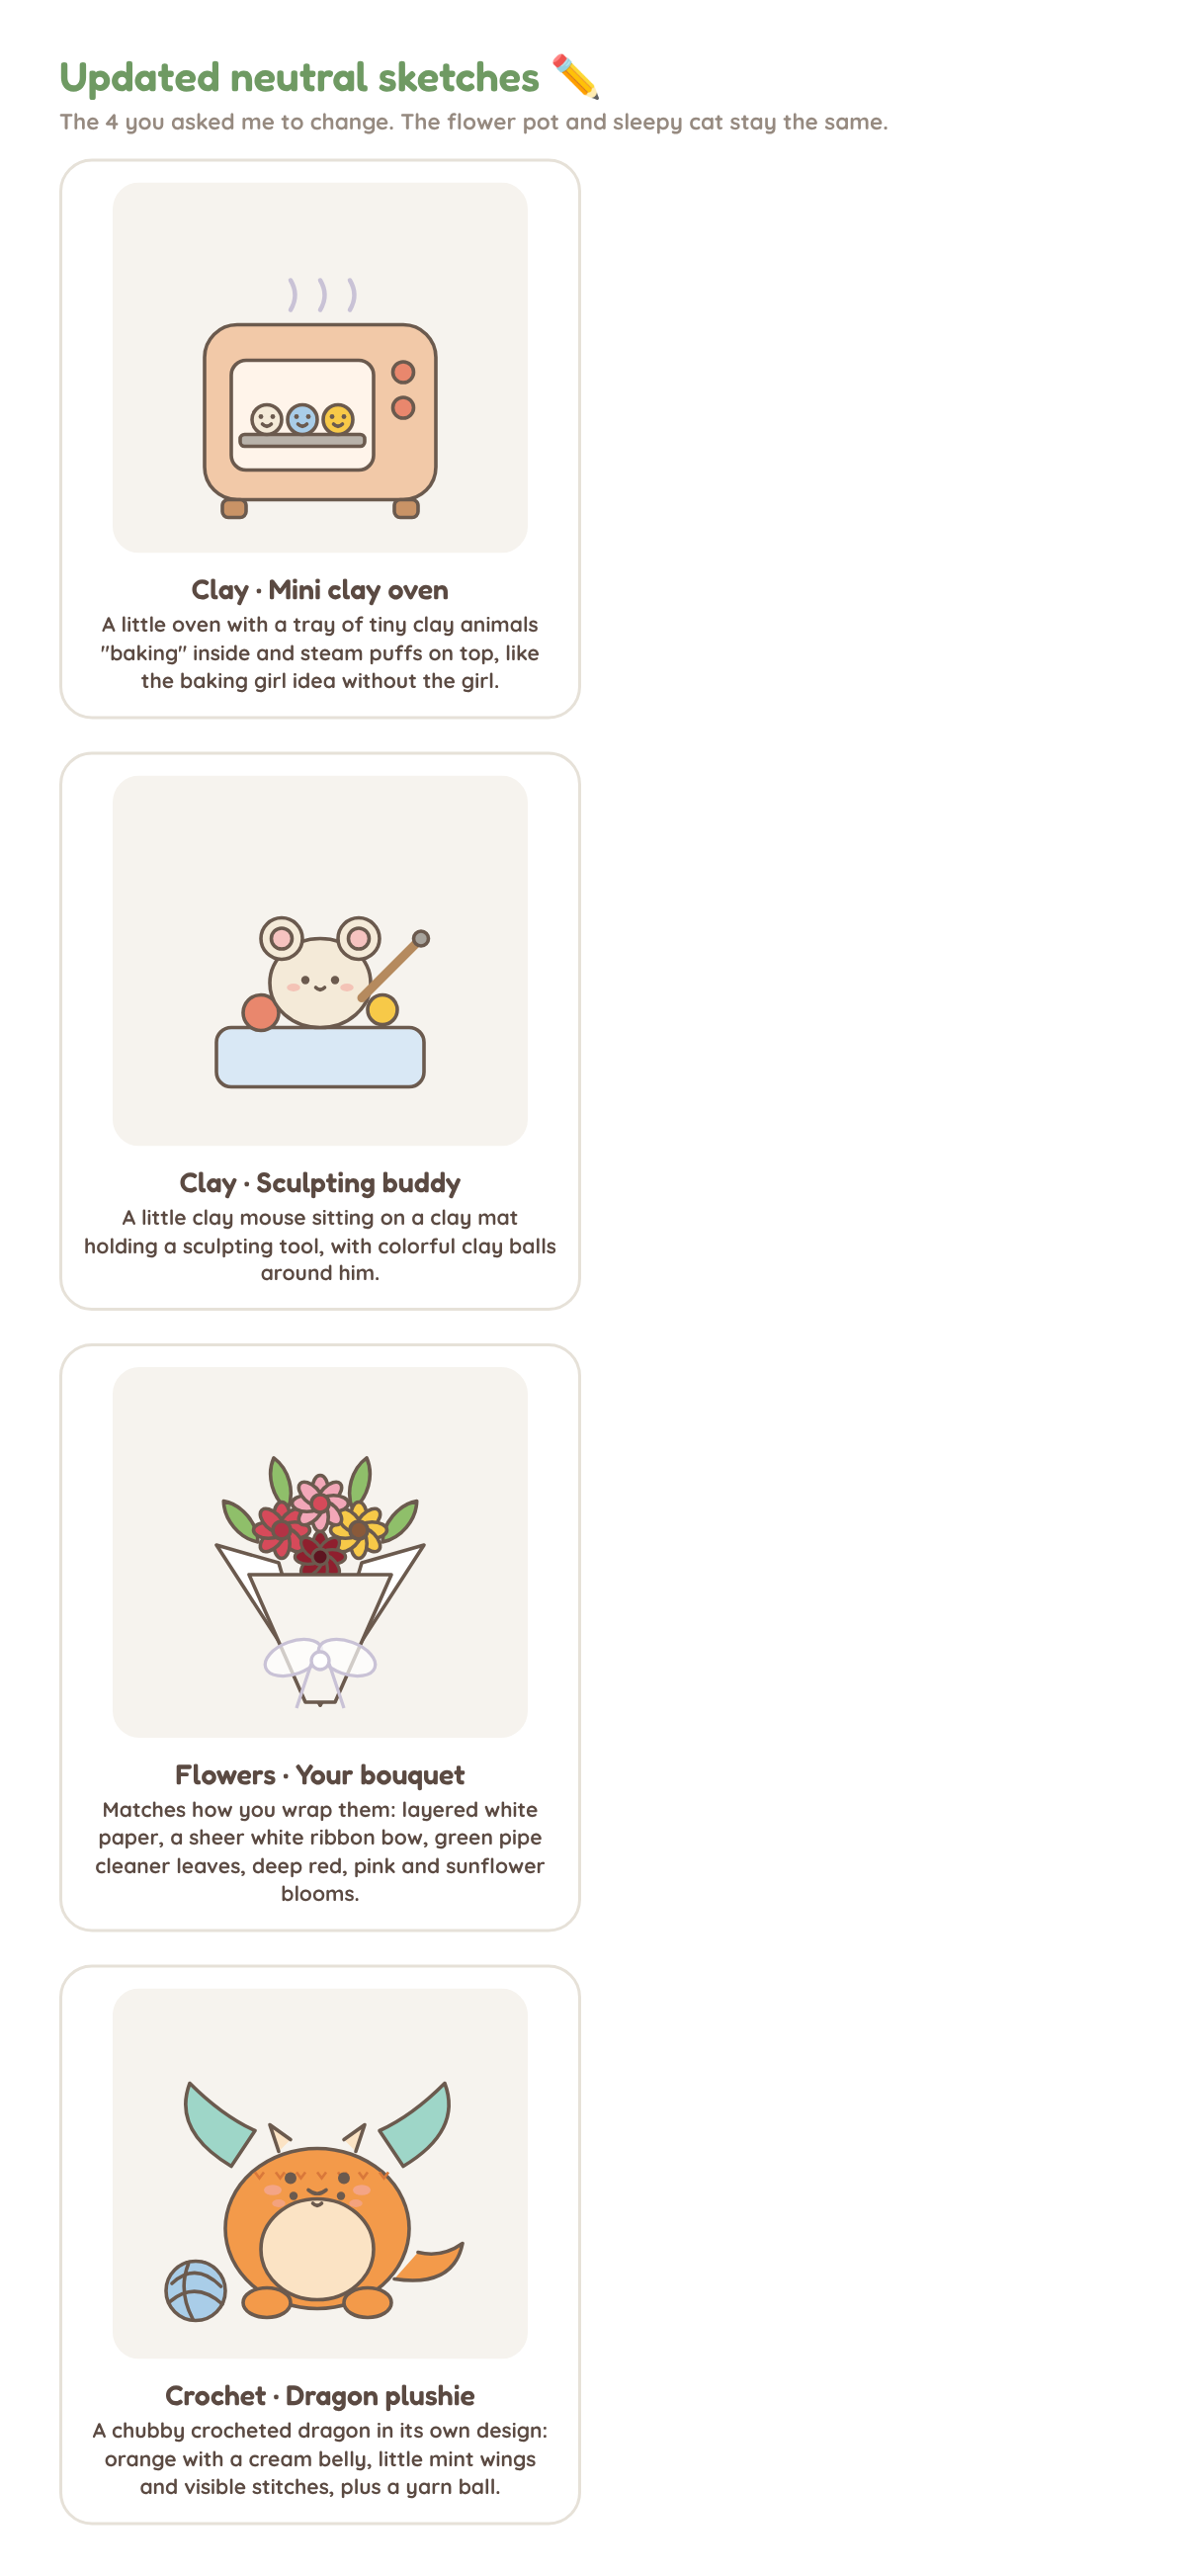 Updated neutral sketches ✏️
The 4 you asked me to change. The flower pot and sleepy cat stay the same.
Clay · Mini clay oven
A little oven with a tray of tiny clay animals
"baking" inside and steam puffs on top, like
the baking girl idea without the girl.
Clay · Sculpting buddy
A little clay mouse sitting on a clay mat
holding a sculpting tool, with colorful clay balls
around him.
Flowers · Your bouquet
Matches how you wrap them: layered white
paper, a sheer white ribbon bow, green pipe
cleaner leaves, deep red, pink and sunflower
blooms.
Crochet · Dragon plushie
A chubby crocheted dragon in its own design:
orange with a cream belly, little mint wings
and visible stitches, plus a yarn ball.